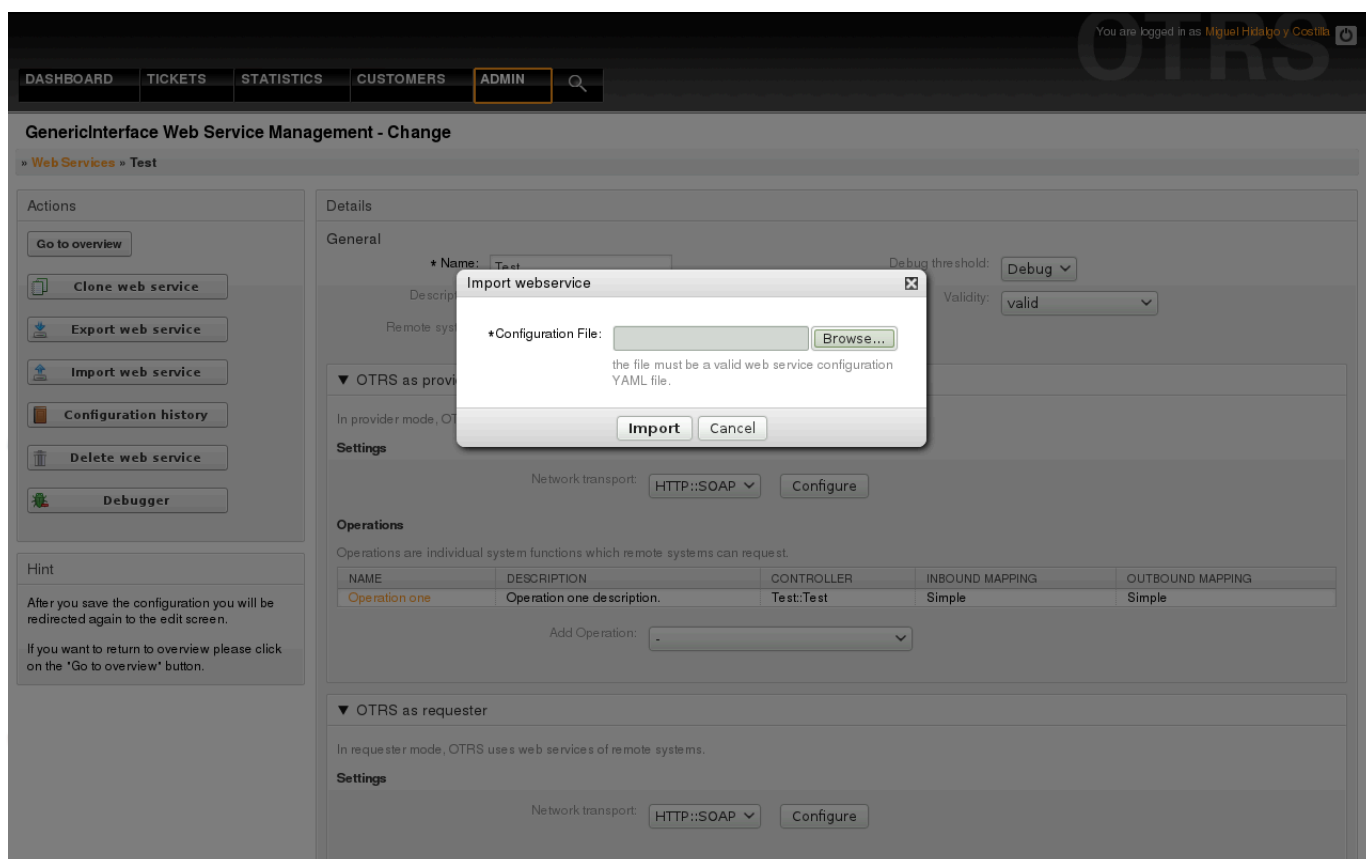 OTRS
You are logged in as Miguel Hidalgo y Costilla
DASHBOARD TICKETS STATISTICS CUSTOMERS ADMIN
GenericInterface Web Service Management - Change
» Web Services » Test
Actions
Go to overview
Clone web service
Export web service
Import web service
Configuration history
Delete web service
Debugger
Hint
After you save the configuration you will be
redirected again to the edit screen.
If you want to return to overview please click
on the "Go to overview" button.
Details
General
* Name: Test
Debug threshold: Debug
Descrip
Validity: valid
Remote syst
Import webservice
*Configuration File: Browse...
the file must be a valid web service configuration
YAML file.
Import Cancel
▼ OTRS as provi
In provider mode, OT
Settings
Network transport: HTTP::SOAP Configure
Operations
Operations are individual system functions which remote systems can request.
NAME DESCRIPTION CONTROLLER INBOUND MAPPING OUTBOUND MAPPING
Operation one Operation one description. Test::Test Simple Simple
Add Operation: -
▼ OTRS as requester
In requester mode, OTRS uses web services of remote systems.
Settings
Network transport: HTTP::SOAP Configure